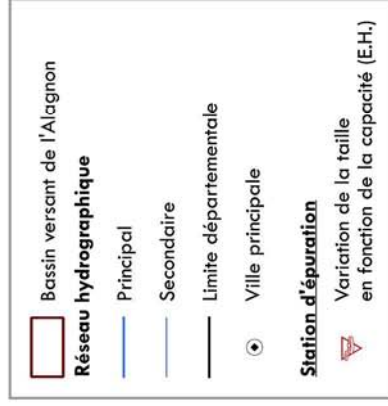 Bassin versant de l'Alagnon
Réseau hydrographique
Principal
Secondaire
Limite départementale
Ville principale
Station d'épuration
Variation de la taille
en fonction de la capacité (E.H.)